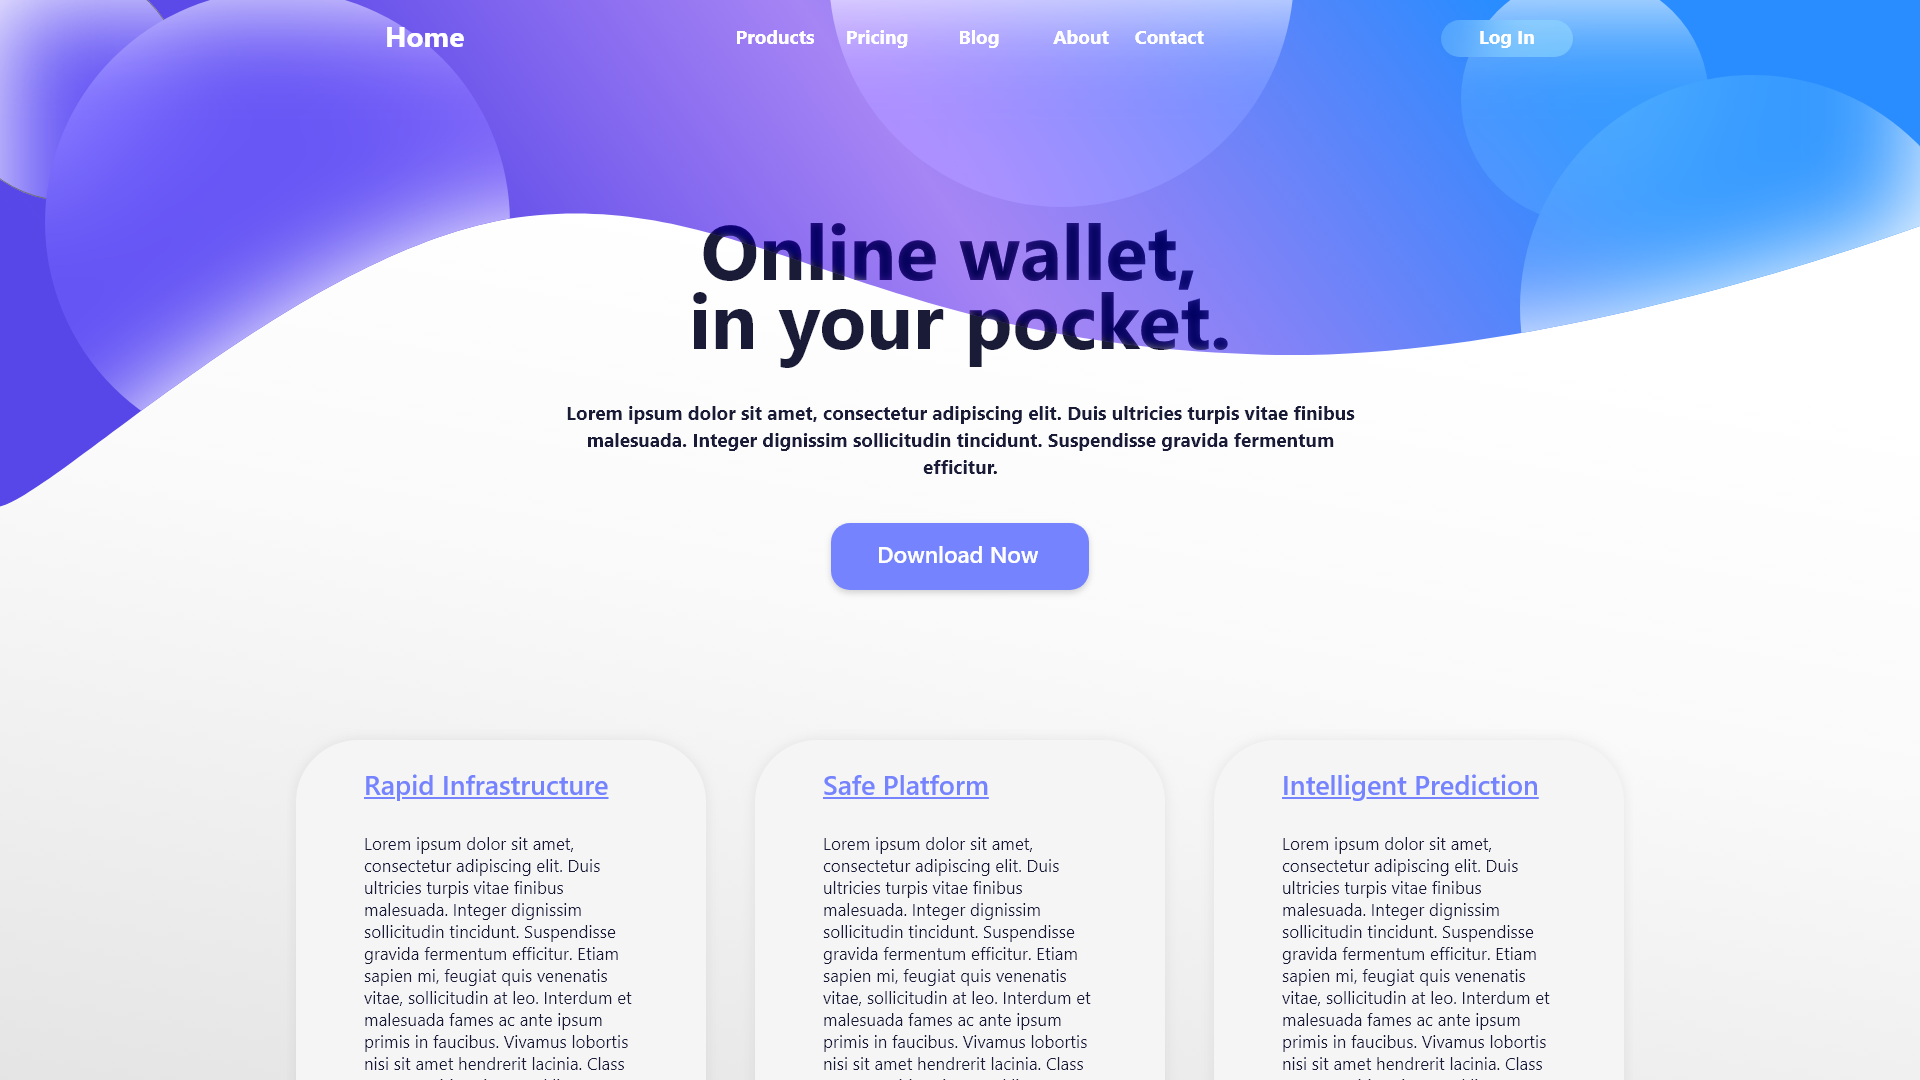 Home Products Pricing Blog About Contact Log In
Online wallet,
in your pocket.
Lorem ipsum dolor sit amet, consectetur adipiscing elit. Duis ultricies turpis vitae finibus
malesuada. Integer dignissim sollicitudin tincidunt. Suspendisse gravida fermentum
efficitur.
Download Now
Rapid Infrastructure
Lorem ipsum dolor sit amet,
consectetur adipiscing elit. Duis
ultricies turpis vitae finibus
malesuada. Integer dignissim
sollicitudin tincidunt. Suspendisse
gravida fermentum efficitur. Etiam
sapien mi, feugiat quis venenatis
vitae, sollicitudin at leo. Interdum et
malesuada fames ac ante ipsum
primis in faucibus. Vivamus lobortis
nisi sit amet hendrerit lacinia. Class
Safe Platform
Lorem ipsum dolor sit amet,
consectetur adipiscing elit. Duis
ultricies turpis vitae finibus
malesuada. Integer dignissim
sollicitudin tincidunt. Suspendisse
gravida fermentum efficitur. Etiam
sapien mi, feugiat quis venenatis
vitae, sollicitudin at leo. Interdum et
malesuada fames ac ante ipsum
primis in faucibus. Vivamus lobortis
nisi sit amet hendrerit lacinia. Class
Intelligent Prediction
Lorem ipsum dolor sit amet,
consectetur adipiscing elit. Duis
ultricies turpis vitae finibus
malesuada. Integer dignissim
sollicitudin tincidunt. Suspendisse
gravida fermentum efficitur. Etiam
sapien mi, feugiat quis venenatis
vitae, sollicitudin at leo. Interdum et
malesuada fames ac ante ipsum
primis in faucibus. Vivamus lobortis
nisi sit amet hendrerit lacinia. Class